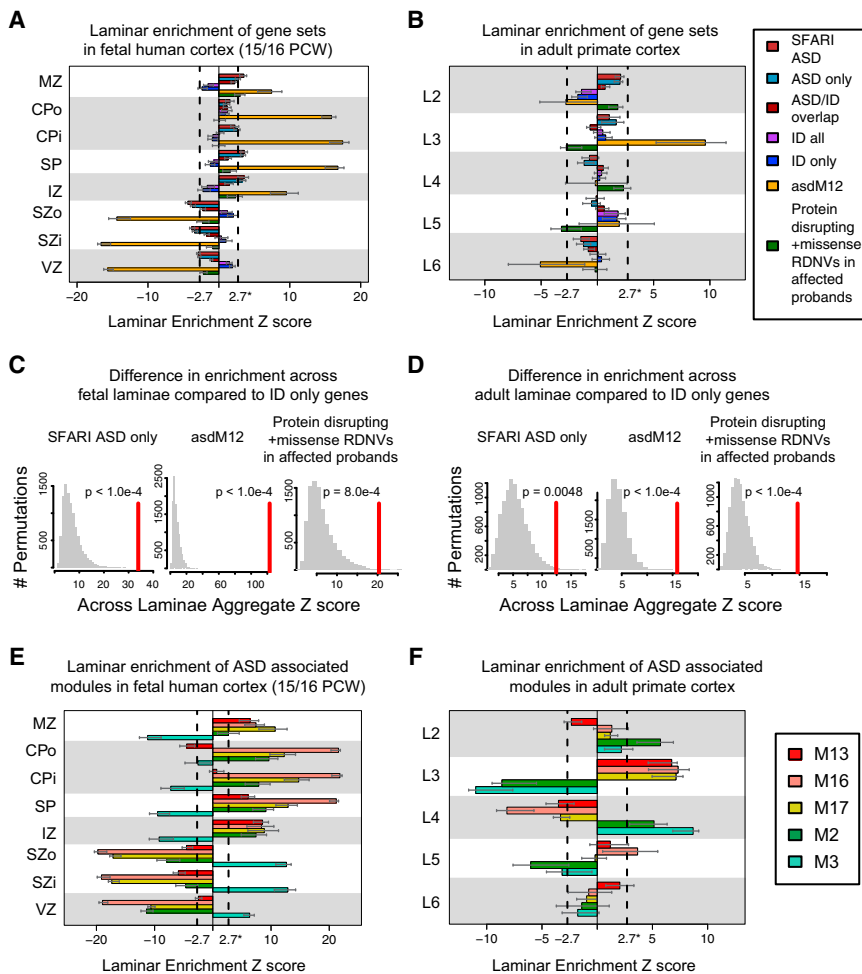 A
Laminar enrichment of gene sets
in fetal human cortex (15/16 PCW)
MZ
CPo
CPi
SP
IZ
SZo
SZi
VZ
−20
−10
−2.7
2.7*
10
20
Laminar Enrichment Z score
B
Laminar enrichment of gene sets
in adult primate cortex
L2
L3
L4
L5
L6
−10
−5
−2.7
2.7*
5
10
Laminar Enrichment Z score
SFARI
ASD
ASD only
ASD/ID
overlap
ID all
ID only
asdM12
Protein
disrupting
+missense
RDNVs in
affected
probands
C
Difference in enrichment across
fetal laminae compared to ID only genes
SFARI ASD only
asdM12
Protein disrupting
+missense RDNVs
in affected probands
# Permutations
p < 1.0e-4
500
1500
0
10
20
30
40
p < 1.0e-4
500
1500
2500
20
60
100
p = 8.0e-4
500
1500
10
20
Across Laminae Aggregate Z score
D
Difference in enrichment across
adult laminae compared to ID only genes
SFARI ASD only
asdM12
Protein disrupting
+missense RDNVs
in affected probands
# Permutations
p = 0.0048
200
600
1000
5
10
15
p < 1.0e-4
500
1500
5
15
p < 1.0e-4
200
600
1000
5
15
Across Laminae Aggregate Z score
E
Laminar enrichment of ASD associated
modules in fetal human cortex (15/16 PCW)
MZ
CPo
CPi
SP
IZ
SZo
SZi
VZ
−20
−10
−2.7
2.7*
10
20
Laminar Enrichment Z score
F
Laminar enrichment of ASD associated
modules in adult primate cortex
L2
L3
L4
L5
L6
−10
−5
−2.7
2.7*
5
10
Laminar Enrichment Z score
M13
M16
M17
M2
M3